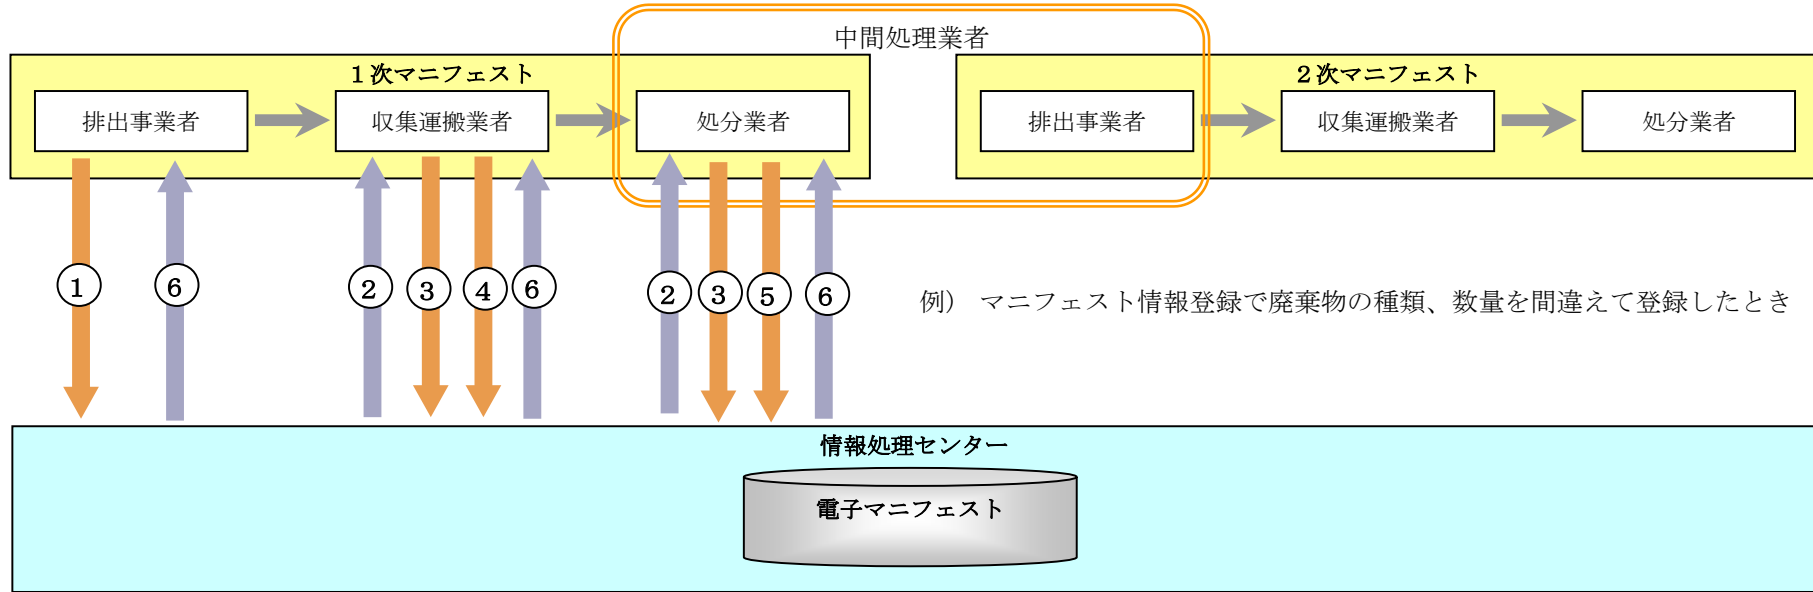 中間処理業者
１次マニフェスト
２次マニフェスト
排出事業者
収集運搬業者
処分業者
排出事業者
収集運搬業者
処分業者
１
６
２
３
４
６
２
３
５
６
例） マニフェスト情報登録で廃棄物の種類、数量を間違えて登録したとき
情報処理センター
電子マニフェスト